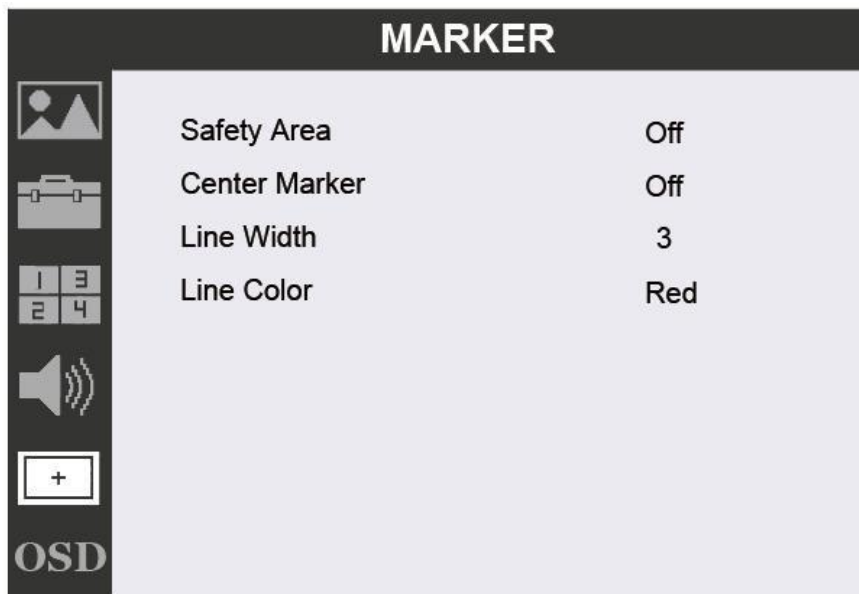 MARKER
Safety Area Off
Center Marker Off
Line Width 3
Line Color Red
1 3
2 4
OSD